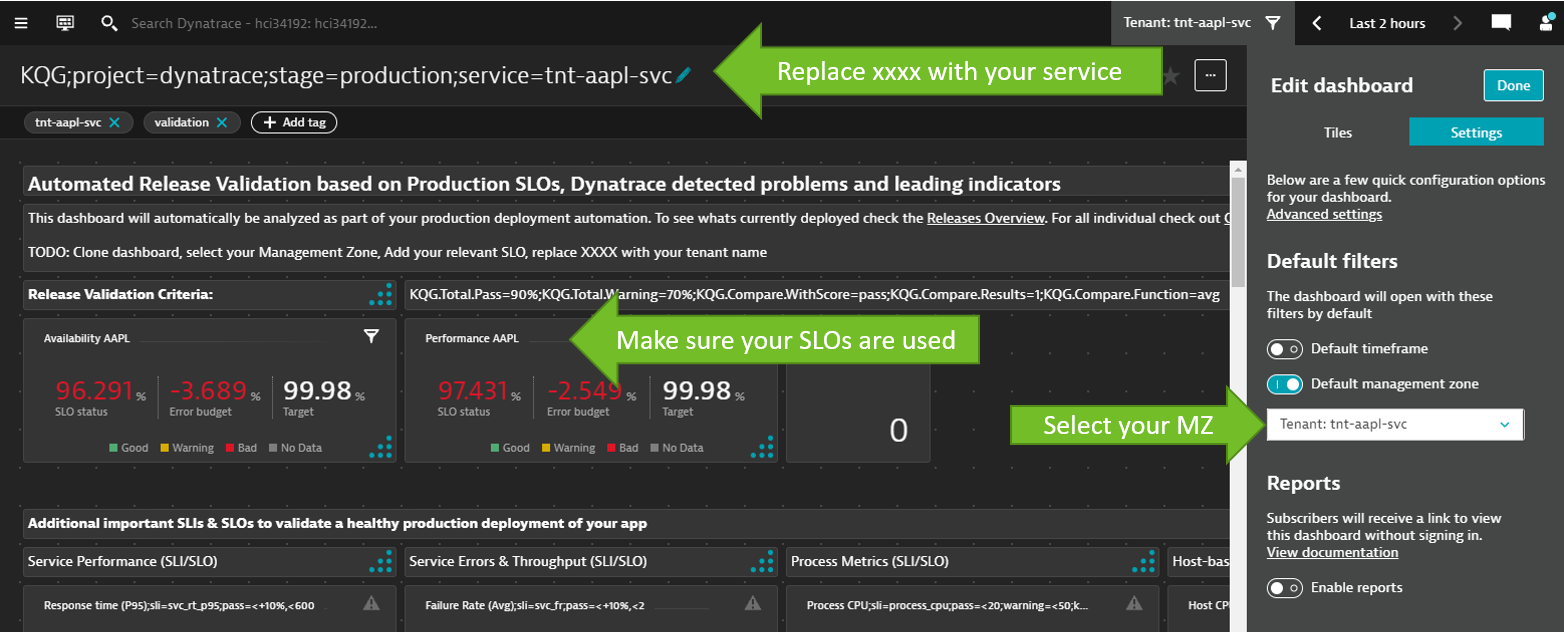 Search Dynatrace - hci34192: hci34192...
Tenant: tnt-aapl-svc
Last 2 hours
KQG;project=dynatrace;stage=production;service=tnt-aapl-svc
Replace xxxx with your service
...
Edit dashboard
Done
tnt-aapl-svc
validation
+ Add tag
Tiles
Settings
Automated Release Validation based on Production SLOs, Dynatrace detected problems and leading indicators
Below are a few quick configuration options
for your dashboard.
Advanced settings
This dashboard will automatically be analyzed as part of your production deployment automation. To see whats currently deployed check the Releases Overview. For all individual check out
TODO: Clone dashboard, select your Management Zone, Add your relevant SLO, replace XXXX with your tenant name
Default filters
The dashboard will open with these
filters by default
Release Validation Criteria:
KQG.Total.Pass=90%;KQG.Total.Warning=70%;KQG.Compare.WithScore=pass;KQG.Compare.Results=1;KQG.Compare.Function=avg
Availability AAPL
Performance AAPL
Make sure your SLOs are used
Default timeframe
Default management zone
96.291 %
SLO status
-3.689 %
Error budget
99.98 %
Target
Good
Warning
Bad
No Data
97.431 %
SLO status
-2.549 %
Error budget
99.98 %
Target
Good
Warning
Bad
No Data
0
Select your MZ
Tenant: tnt-aapl-svc
Reports
Subscribers will receive a link to view
this dashboard without signing in.
View documentation
Enable reports
Additional important SLIs & SLOs to validate a healthy production deployment of your app
Service Performance (SLI/SLO)
Service Errors & Throughput (SLI/SLO)
Process Metrics (SLI/SLO)
Host-bas
Response time (P95);sli=svc_rt_p95;pass=<+10%,<600
Failure Rate (Avg);sli=svc_fr;pass=<+10%,<2
Process CPU;sli=process_cpu;pass=<20;warning=<50;k...
Host CP